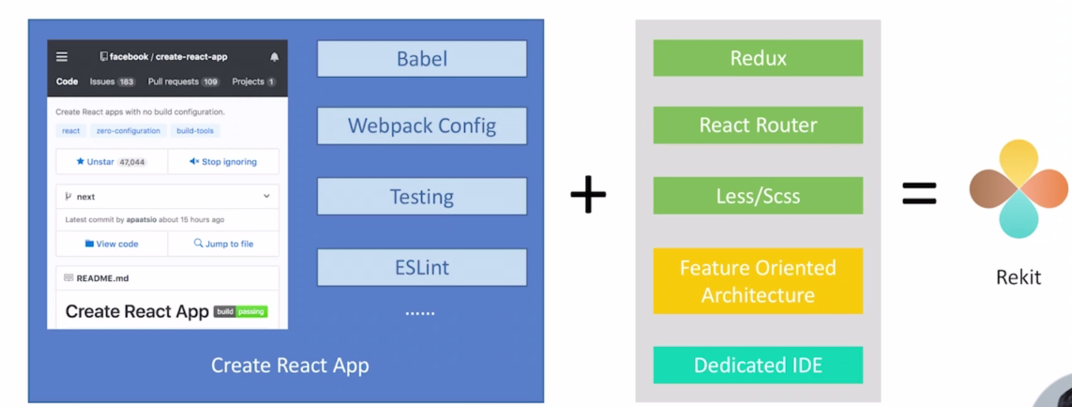 facebook / create-react-app
Code Issues 183 Pull requests 109 Projects 1
Create React apps with no build configuration.
react zero-configuration build-tools
Unstar 47,044 Stop ignoring
next
Latest commit by apaatsio about 15 hours ago
View code Jump to file
README.md
Create React App build passing
Babel
Webpack Config
Testing
ESLint
......
Create React App
+
Redux
React Router
Less/Scss
Feature Oriented
Architecture
Dedicated IDE
=
Rekit